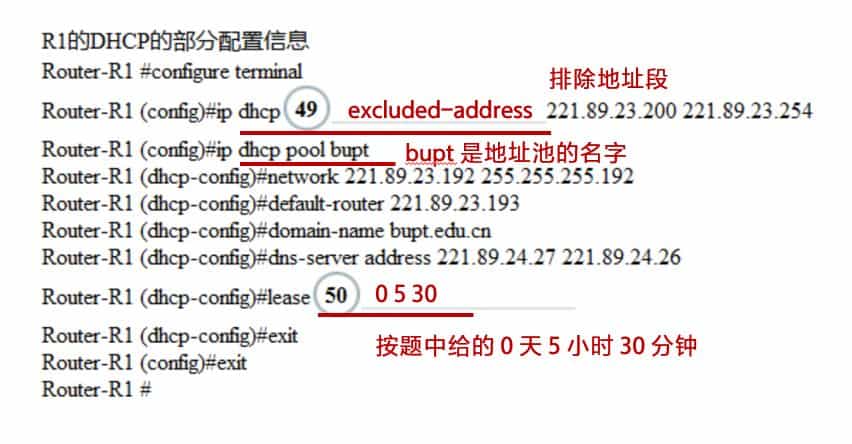 R1的DHCP的部分配置信息
Router-R1 #configure terminal
排除地址段
Router-R1 (config)#ip dhcp 49 excluded-address 221.89.23.200 221.89.23.254
Router-R1 (config)#ip dhcp pool bupt bupt 是地址池的名字
Router-R1 (dhcp-config)#network 221.89.23.192 255.255.255.192
Router-R1 (dhcp-config)#default-router 221.89.23.193
Router-R1 (dhcp-config)#domain-name bupt.edu.cn
Router-R1 (dhcp-config)#dns-server address 221.89.24.27 221.89.24.26
Router-R1 (dhcp-config)#lease 50 0 5 30
Router-R1 (dhcp-config)#exit
按题中给的 0 天 5 小时 30 分钟
Router-R1 (config)#exit
Router-R1 #